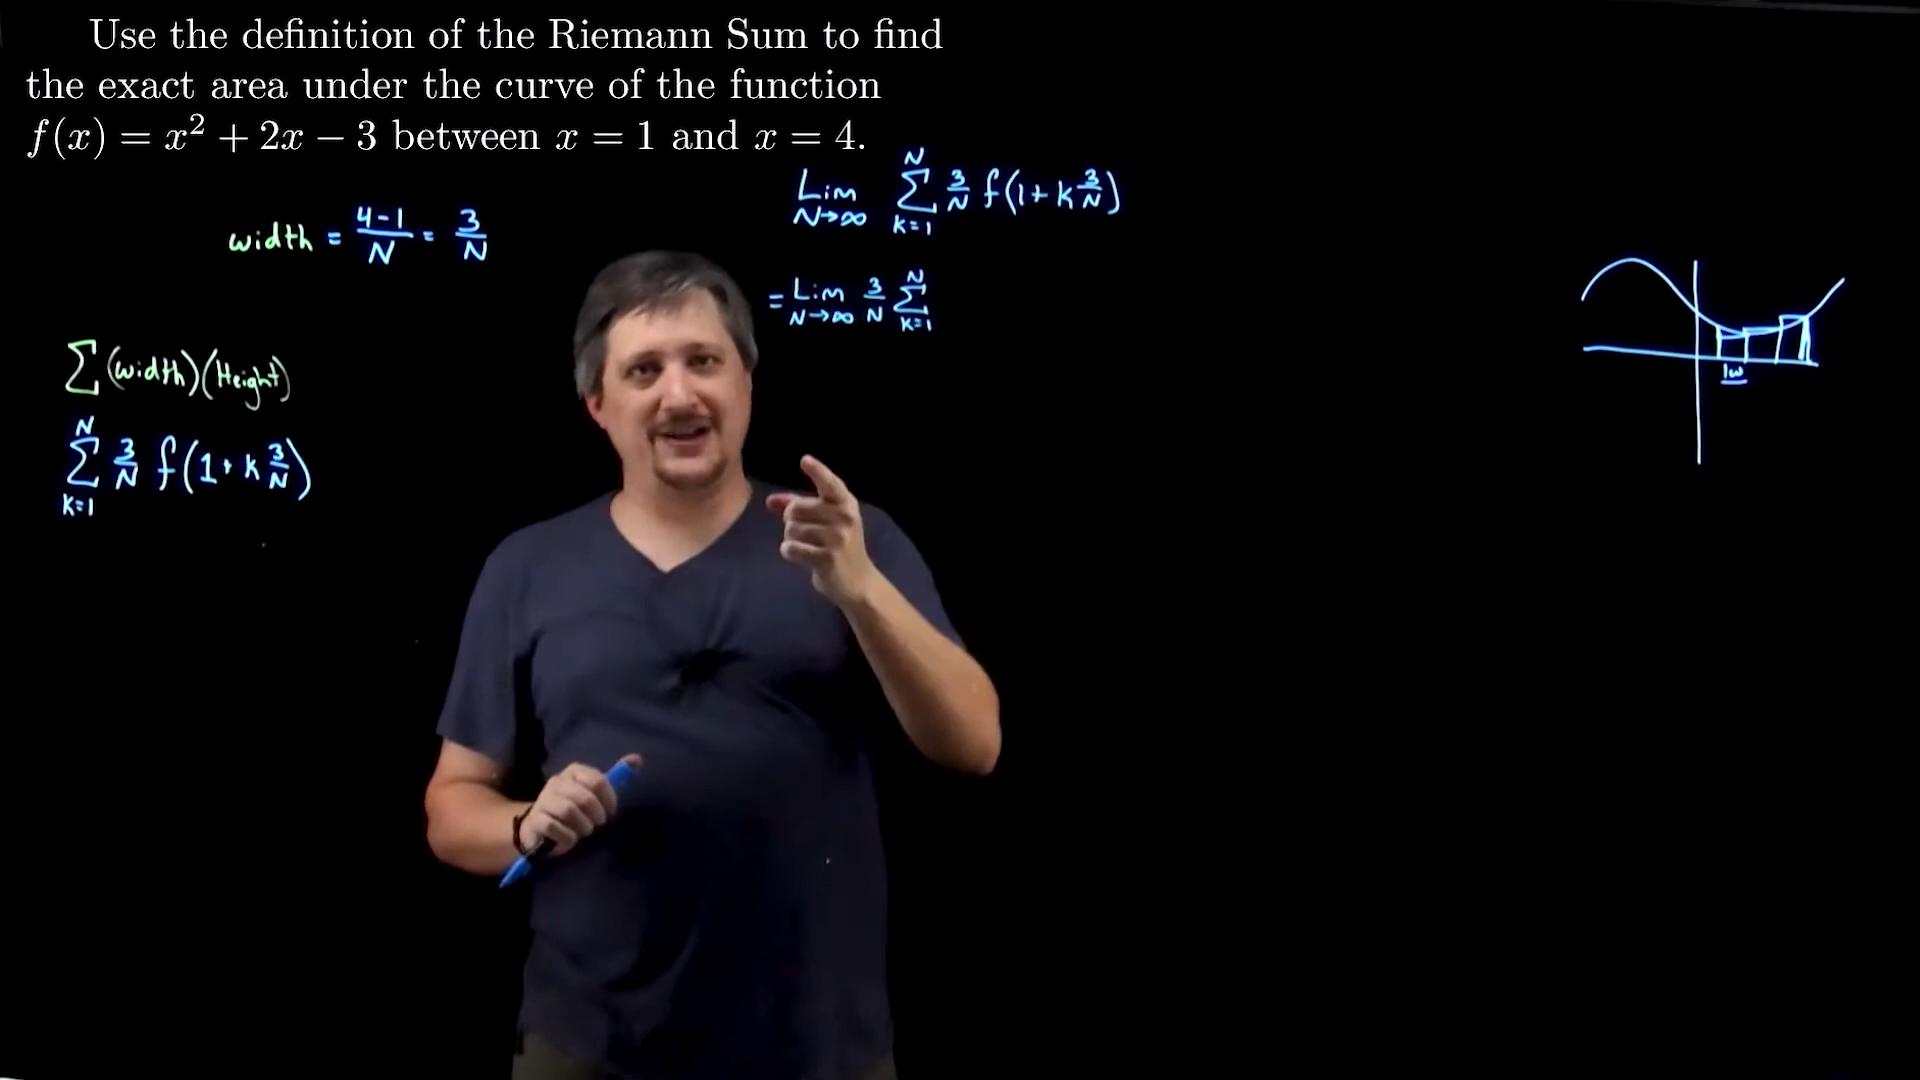 Use the definition of the Riemann Sum to find
the exact area under the curve of the function
f(x) = x² + 2x − 3 between x = 1 and x = 4.
width = (4-1)/N = 3/N
Lim N→∞ N Σ k=1 3/N f(1+k 3/N)
= Lim N→∞ 3/N N Σ k=1
Σ (width)(Height)
N Σ k=1 3/N f(1+k 3/N)
1w